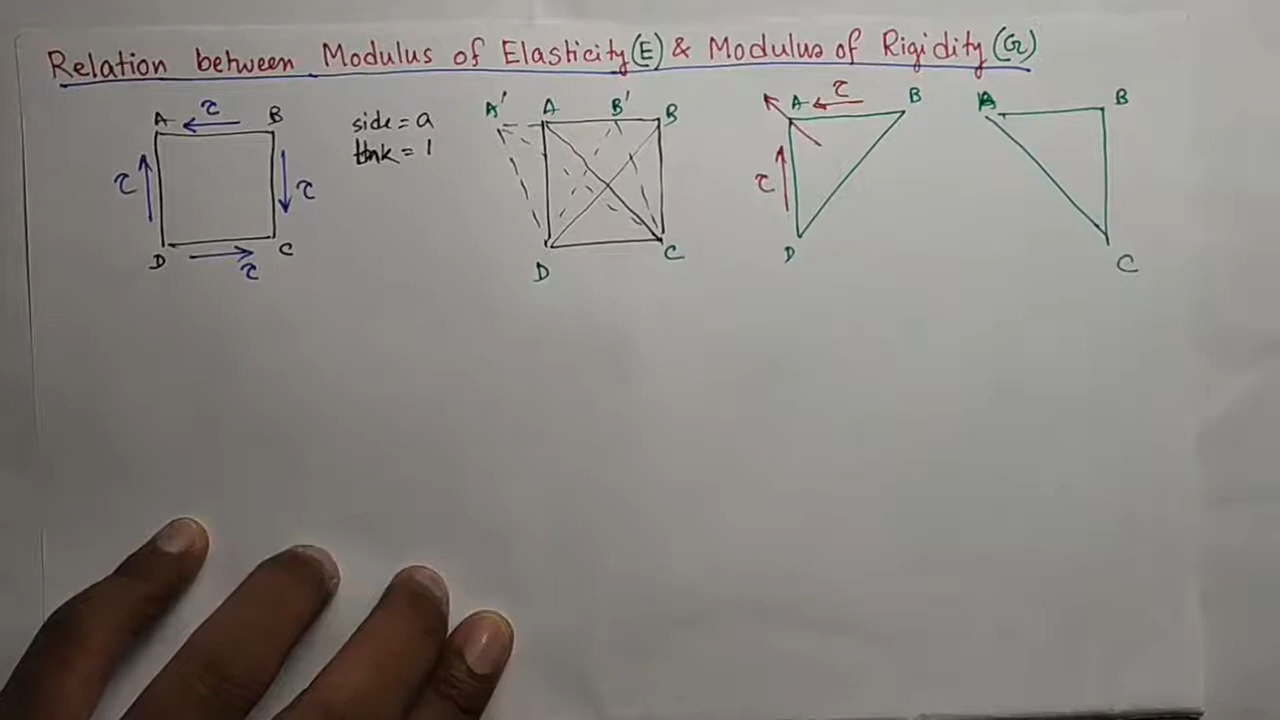 Relation between Modulus of Elasticity (E) & Modulus of Rigidity (G)
A τ B
τ τ
D τ C
side = a
thk = 1
A' A B' B
D C
A τ B
τ
D
A B
C